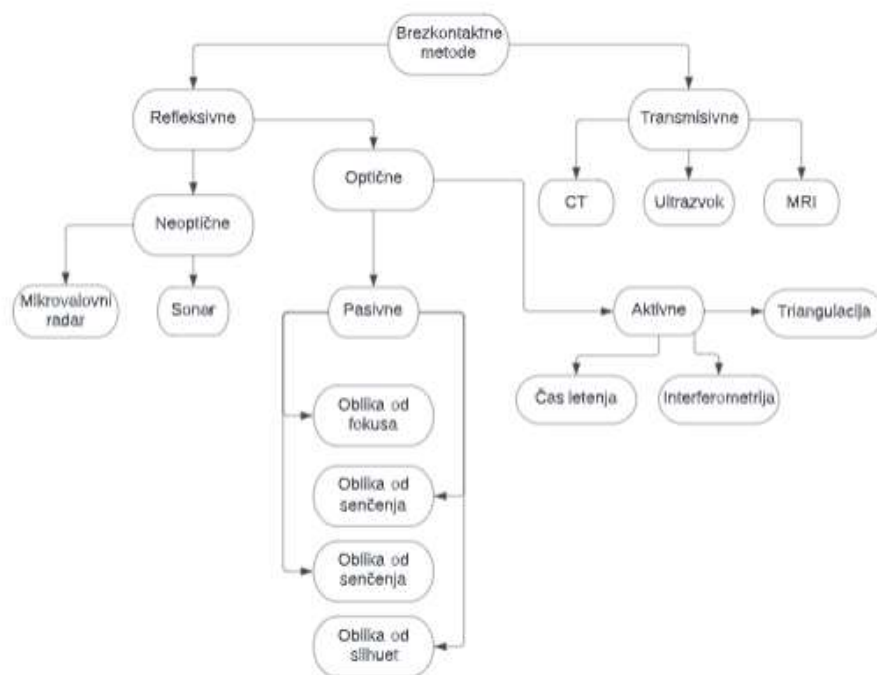 Brezkontaktne
metode
Refleksivne
Transmisivne
Optične
CT
Ultrazvok
MRI
Neoptične
Mikrovalovni
radar
Sonar
Pasivne
Aktivne
Triangulacija
Čas letenja
Interferometrija
Oblika od
fokusa
Oblika od
senčenja
Oblika od
senčenja
Oblika od
silhuet